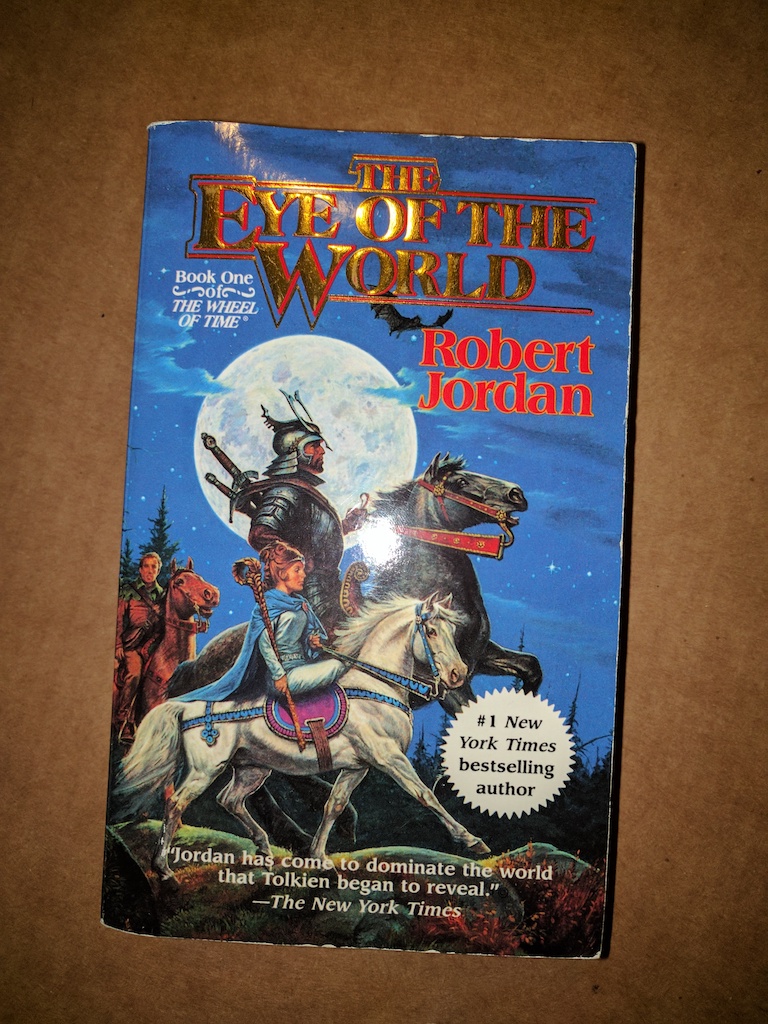 THE
EYE OF THE
WORLD
Book One
of
THE WHEEL
OF TIME®
Robert
Jordan
#1 New
York Times
bestselling
author
"Jordan has come to dominate the world
that Tolkien began to reveal."
—The New York Times